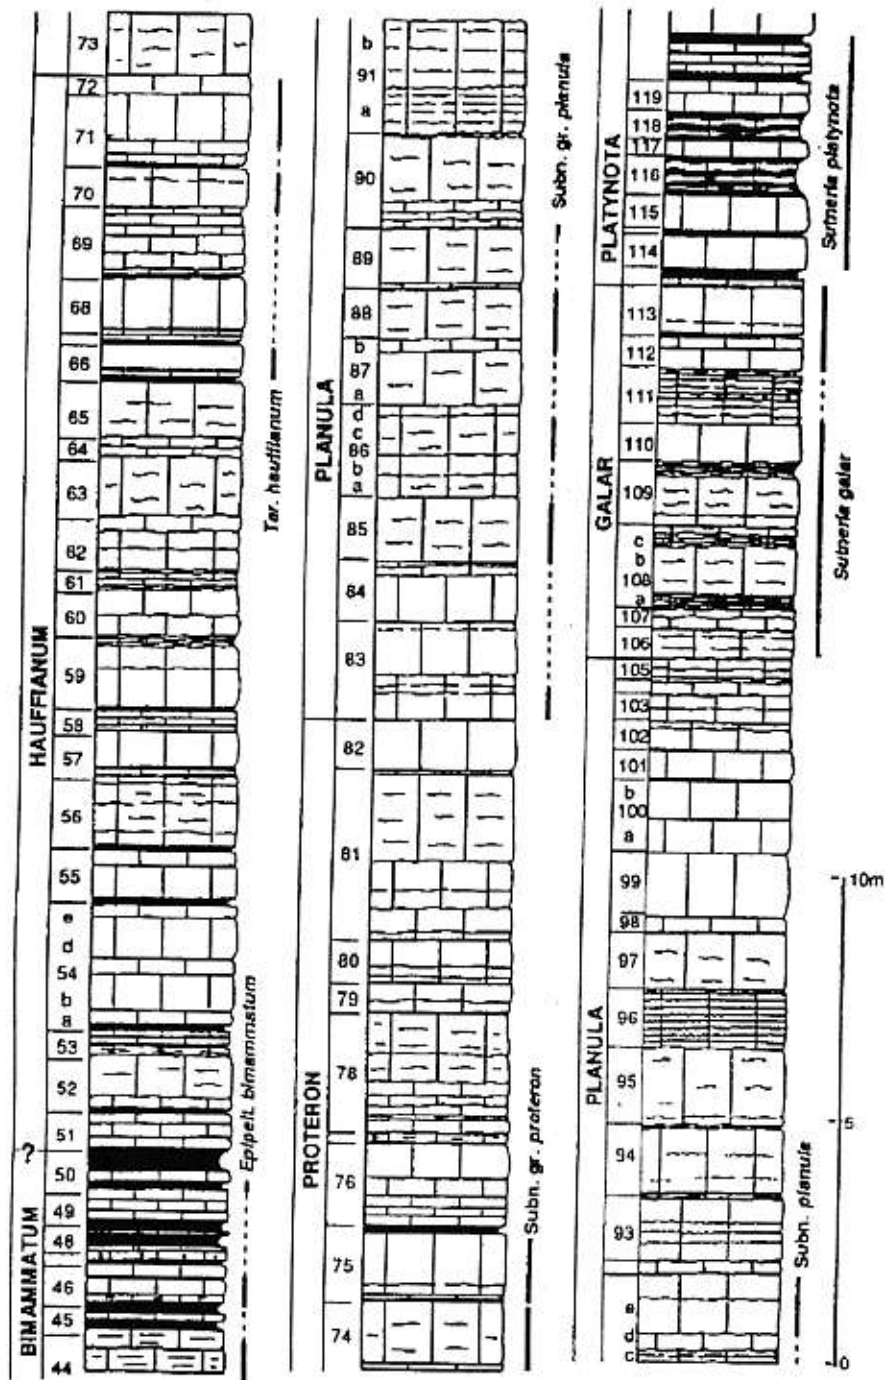 73
72
71
70
69
68
66
65
64
63
62
61
60
59
58
57
56
55
e
d
54
b
a
53
52
51
?
50
49
48
46
45
44
HAUFFIANUM
BIMAMMATUM
Tar. hauffianum
Epipelt. bimammatum
b
91
a
90
89
88
b
87
a
d
c
86
b
a
85
84
83
82
81
80
79
78
76
75
74
PLANULA
PROTERON
Subn. gr. planula
Subn. gr. proteron
119
118
117
116
115
114
113
112
111
110
109
c
b
108
a
107
106
105
103
102
101
b
100
a
99
98
97
96
95
94
93
e
d
c
PLATYNOTA
GALAR
PLANULA
Sutneria platynota
Sutneria galar
Subn. planula
10m
5
0